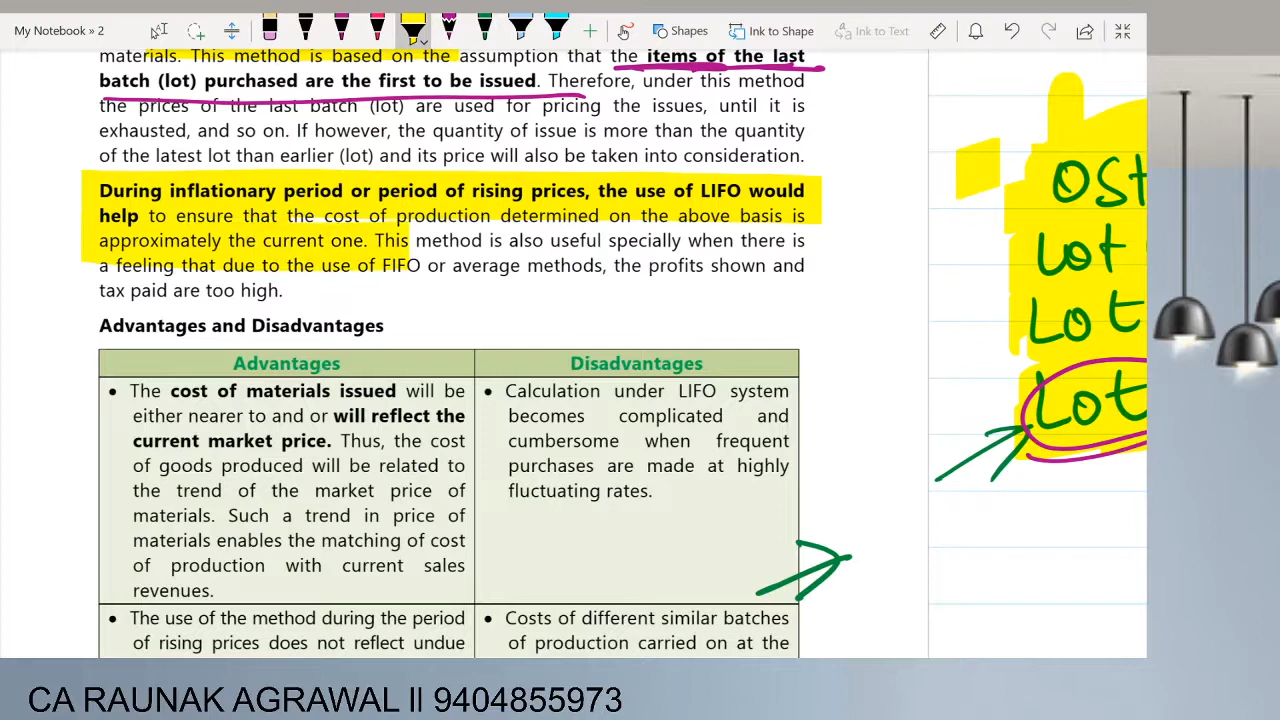 My Notebook » 2
Shapes
Ink to Shape
Ink to Text
materials. This method is based on the assumption that the items of the last
batch (lot) purchased are the first to be issued. Therefore, under this method
the prices of the last batch (lot) are used for pricing the issues, until it is
exhausted, and so on. If however, the quantity of issue is more than the quantity
of the latest lot than earlier (lot) and its price will also be taken into consideration.
During inflationary period or period of rising prices, the use of LIFO would
help to ensure that the cost of production determined on the above basis is
approximately the current one. This method is also useful specially when there is
a feeling that due to the use of FIFO or average methods, the profits shown and
tax paid are too high.
Advantages and Disadvantages
Advantages
• The cost of materials issued will be
either nearer to and or will reflect the
current market price. Thus, the cost
of goods produced will be related to
the trend of the market price of
materials. Such a trend in price of
materials enables the matching of cost
of production with current sales
revenues.
• The use of the method during the period
of rising prices does not reflect undue
Disadvantages
• Calculation under LIFO system
becomes complicated and
cumbersome when frequent
purchases are made at highly
fluctuating rates.
• Costs of different similar batches
of production carried on at the
OSt
Lot
Lot
Lot
CA RAUNAK AGRAWAL ll 9404855973